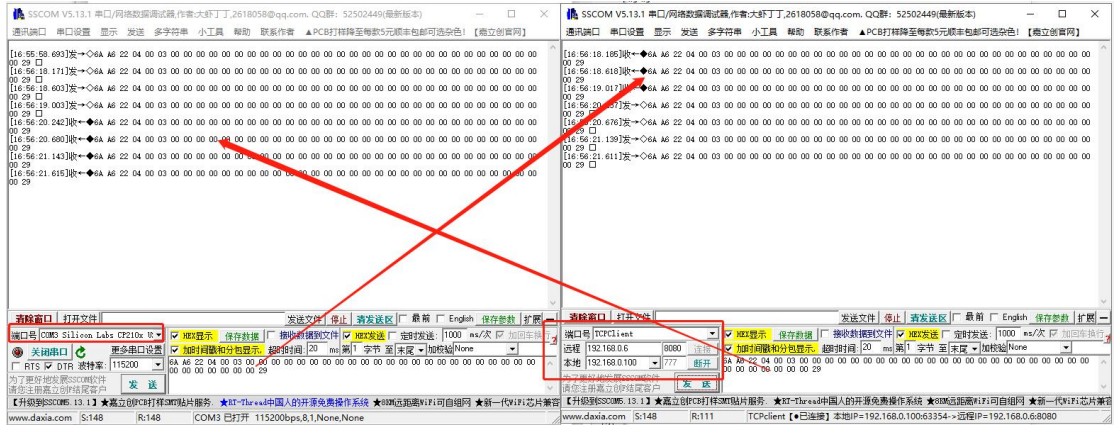 SSCOM V5.13.1 串口/网络数据调试器,作者:大虾丁丁,2618058@qq.com. QQ群: 52502449(最新版本)
通讯端口 串口设置 显示 发送 多字符串 小工具 帮助 联系作者 ▲PCB打样降至每款5元顺丰包邮可选杂色! 【嘉立创官网】
[16:55:58.693]发→◇6A A6 22 04 00 03 00 00 00 00 00 00 00 00 00 00 00 00 00 00 00 00 00 00 00 00 00 00 00 00 00 00 00 00 00
00 29 □
[16:56:18.171]发→◇6A A6 22 04 00 03 00 00 00 00 00 00 00 00 00 00 00 00 00 00 00 00 00 00 00 00 00 00 00 00 00 00 00 00 00
00 29 □
[16:56:18.603]发→◇6A A6 22 04 00 03 00 00 00 00 00 00 00 00 00 00 00 00 00 00 00 00 00 00 00 00 00 00 00 00 00 00 00 00 00
00 29 □
[16:56:19.003]发→◇6A A6 22 04 00 03 00 00 00 00 00 00 00 00 00 00 00 00 00 00 00 00 00 00 00 00 00 00 00 00 00 00 00 00 00
00 29 □
[16:56:20.242]收←◆6A A6 22 04 00 03 00 00 00 00 00 00 00 00 00 00 00 00 00 00 00 00 00 00 00 00 00 00 00 00 00 00 00 00 00
00 29
[16:56:20.680]收←◆6A A6 22 04 00 03 00 00 00 00 00 00 00 00 00 00 00 00 00 00 00 00 00 00 00 00 00 00 00 00 00 00 00 00 00
00 29
[16:56:21.143]收←◆6A A6 22 04 00 03 00 00 00 00 00 00 00 00 00 00 00 00 00 00 00 00 00 00 00 00 00 00 00 00 00 00 00 00 00
00 29
[16:56:21.615]收←◆6A A6 22 04 00 03 00 00 00 00 00 00 00 00 00 00 00 00 00 00 00 00 00 00 00 00 00 00 00 00 00 00 00 00 00
00 29
清除窗口 打开文件 发送文件 停止 清发送区 最前 English 保存参数 扩展
端口号 COM3 Silicon Labs CP210x HEX显示 保存数据 接收数据到文件 HEX发送 定时发送: 1000 ms/次 加回车换行
关闭串口 更多串口设置 加时间戳和分包显示. 超时时间: 20 ms 第1 字节 至 末尾 加校验 None
RTS DTR 波特率: 115200 6A A6 22 04 00 03 00 00 00 00 00 00 00 00 00 00 00 00 00 00 00 00 00 00 00 00 00 00 00
00 00 00 00 00 00 00 29
为了更好地发展SSCOM软件
请您注册嘉立创F结尾客户 发 送
【升级到SSCOM5.13.1】★嘉立创PCB打样SMT贴片服务. ★RT-Thread中国人的开源免费操作系统 ★8KM远距离WiFi可自组网 ★新一代WiFi芯片兼容
www.daxia.com S:148 R:148 COM3 已打开 115200bps,8,1,None,None
SSCOM V5.13.1 串口/网络数据调试器,作者:大虾丁丁,2618058@qq.com. QQ群: 52502449(最新版本)
通讯端口 串口设置 显示 发送 多字符串 小工具 帮助 联系作者 ▲PCB打样降至每款5元顺丰包邮可选杂色! 【嘉立创官网】
[16:56:18.185]收←◆6A A6 22 04 00 03 00 00 00 00 00 00 00 00 00 00 00 00 00 00 00 00 00 00 00 00 00 00 00 00 00 00 00 00 00
00 29
[16:56:18.618]收←◆6A A6 22 04 00 03 00 00 00 00 00 00 00 00 00 00 00 00 00 00 00 00 00 00 00 00 00 00 00 00 00 00 00 00 00
00 29
[16:56:19.017]收←◆6A A6 22 04 00 03 00 00 00 00 00 00 00 00 00 00 00 00 00 00 00 00 00 00 00 00 00 00 00 00 00 00 00 00 00
00 29
发→◇6A A6 22 04 00 03 00 00 00 00 00 00 00 00 00 00 00 00 00 00 00 00 00 00 00 00 00 00 00 00 00 00 00 00 00
00 29 □
[16:56:20.676]发→◇6A A6 22 04 00 03 00 00 00 00 00 00 00 00 00 00 00 00 00 00 00 00 00 00 00 00 00 00 00 00 00 00 00 00 00
00 29 □
[16:56:21.139]发→◇6A A6 22 04 00 03 00 00 00 00 00 00 00 00 00 00 00 00 00 00 00 00 00 00 00 00 00 00 00 00 00 00 00 00 00
00 29 □
[16:56:21.611]发→◇6A A6 22 04 00 03 00 00 00 00 00 00 00 00 00 00 00 00 00 00 00 00 00 00 00 00 00 00 00 00 00 00 00 00 00
00 29 □
清除窗口 打开文件 发送文件 停止 清发送区 最前 English 保存参数 扩展
端口号 TCPClient HEX显示 保存数据 接收数据到文件 HEX发送 定时发送: 1000 ms/次 加回车换行
远程 192.168.0.6 8080 连接 加时间戳和分包显示. 超时时间: 20 ms 第1 字节 至 末尾 加校验 None
本地 192.168.0.100 777 断开 A6 22 04 00 03 00 00 00 00 00 00 00 00 00 00 00 00 00 00 00 00 00 00 00 00 00 00 00
00 00 00 00 00 00 00 29
为了更好地发展SSCOM软件
请您注册嘉立创F结尾客户 发 送
【升级到SSCOM5.13.1】★嘉立创PCB打样SMT贴片服务. ★RT-Thread中国人的开源免费操作系统 ★8KM远距离WiFi可自组网 ★新一代WiFi芯片兼容
www.daxia.com S:148 R:111 TCPclient 【●已连接】本地IP=192.168.0.100:63354->远程IP=192.168.0.6:8080